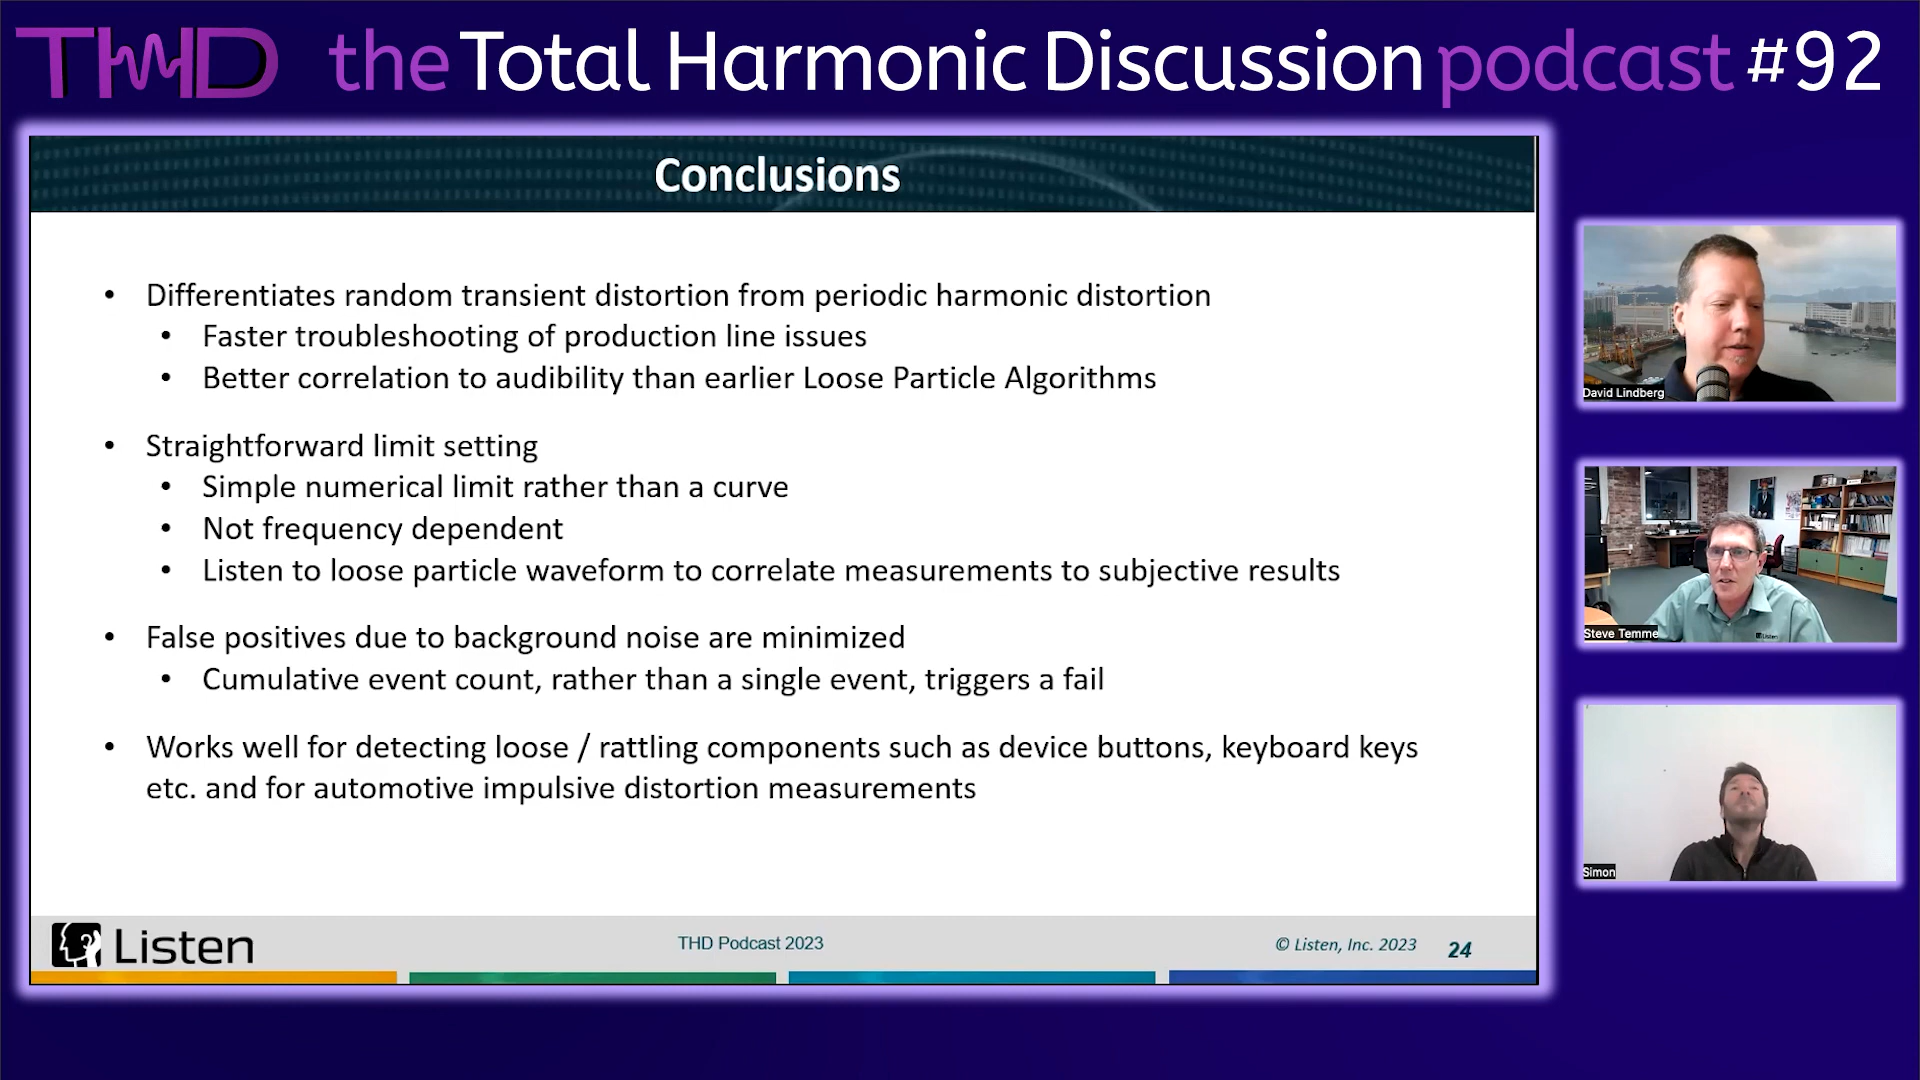 THD the Total Harmonic Discussion podcast #92
Conclusions
• Differentiates random transient distortion from periodic harmonic distortion
• Faster troubleshooting of production line issues
• Better correlation to audibility than earlier Loose Particle Algorithms
• Straightforward limit setting
• Simple numerical limit rather than a curve
• Not frequency dependent
• Listen to loose particle waveform to correlate measurements to subjective results
• False positives due to background noise are minimized
• Cumulative event count, rather than a single event, triggers a fail
• Works well for detecting loose / rattling components such as device buttons, keyboard keys
etc. and for automotive impulsive distortion measurements
Listen
THD Podcast 2023
© Listen, Inc. 2023
24
David Lindberg
Steve Temme
Listen
Simon